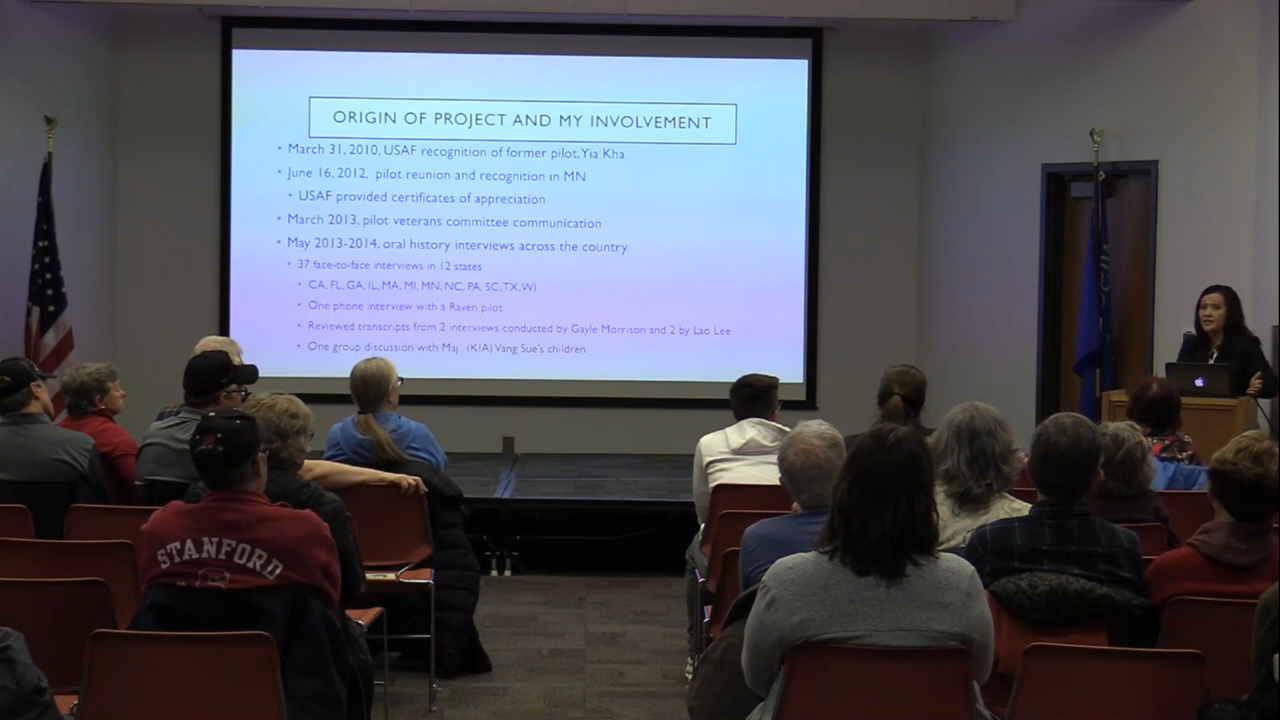 ORIGIN OF PROJECT AND MY INVOLVEMENT
• March 31, 2010, USAF recognition of former pilot, Yia Kha
• June 16, 2012, pilot reunion and recognition in MN
• USAF provided certificates of appreciation
• March 2013, pilot veterans committee communication
• May 2013-2014, oral history interviews across the country
• 37 face-to-face interviews in 12 states
• CA, FL, GA, IL, MA, MI, MN, NC, PA, SC, TX, WI
• One phone interview with a Raven pilot
• Reviewed transcripts from 2 interviews conducted by Gayle Morrison and 2 by Lao Lee
• One group discussion with Maj. (KIA) Vang Sue's children
STANFORD